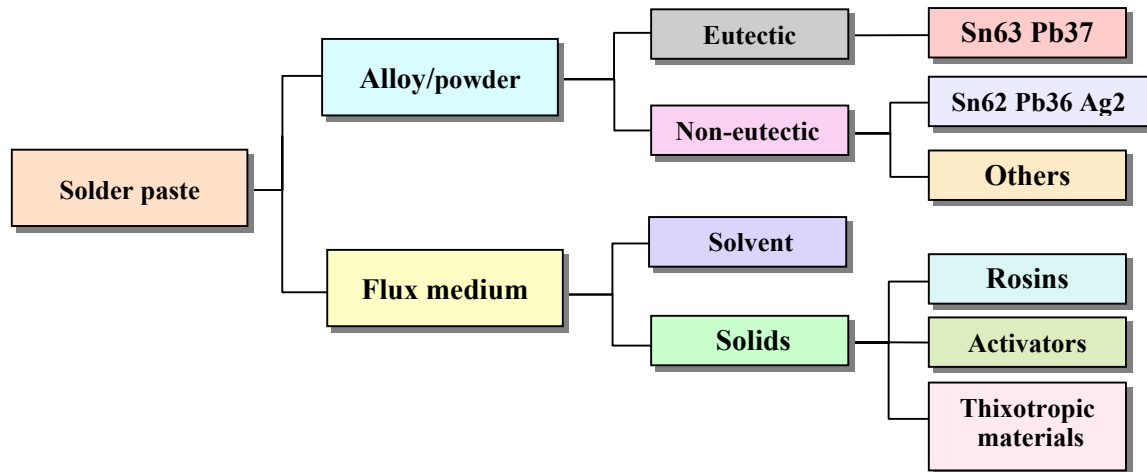 Solder paste
Alloy/powder
Eutectic
Sn63 Pb37
Non-eutectic
Sn62 Pb36 Ag2
Others
Flux medium
Solvent
Solids
Rosins
Activators
Thixotropic
materials